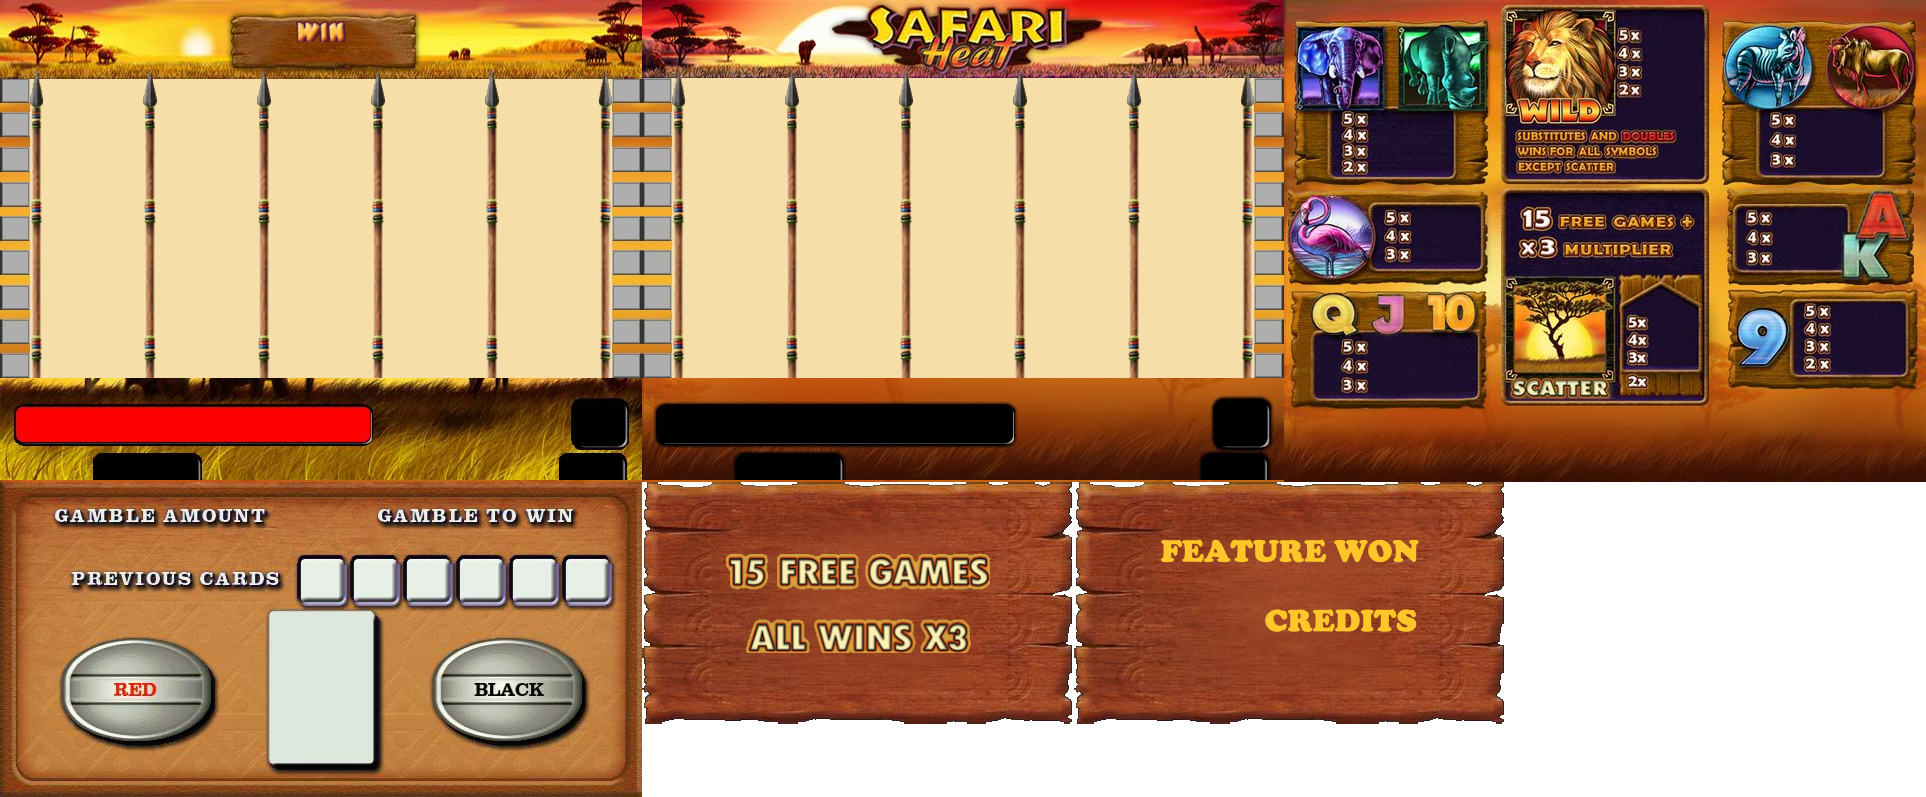 WIN
SAFARI
Heat
5x
4x
3x
2x
WILD
5x
4x
3x
2x
SUBSTITUTES AND DOUBLES
WINS FOR ALL SYMBOLS
EXCEPT SCATTER
5x
4x
3x
5x
4x
3x
15 FREE GAMES +
x3 MULTIPLIER
5x
4x
3x
A
K
Q J 10
5x
4x
3x
SCATTER
5x
4x
3x
2x
9
5x
4x
3x
2x
GAMBLE AMOUNT
GAMBLE TO WIN
PREVIOUS CARDS
RED
BLACK
15 FREE GAMES
ALL WINS X3
FEATURE WON
CREDITS